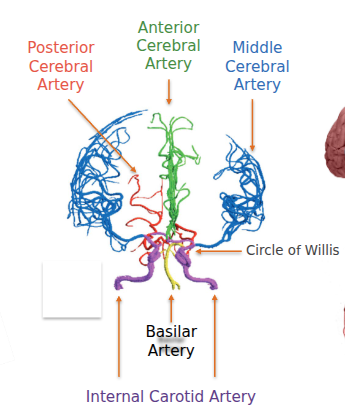 Anterior
Cerebral
Artery
Posterior
Cerebral
Artery
Middle
Cerebral
Artery
Circle of Willis
Basilar
Artery
Internal Carotid Artery